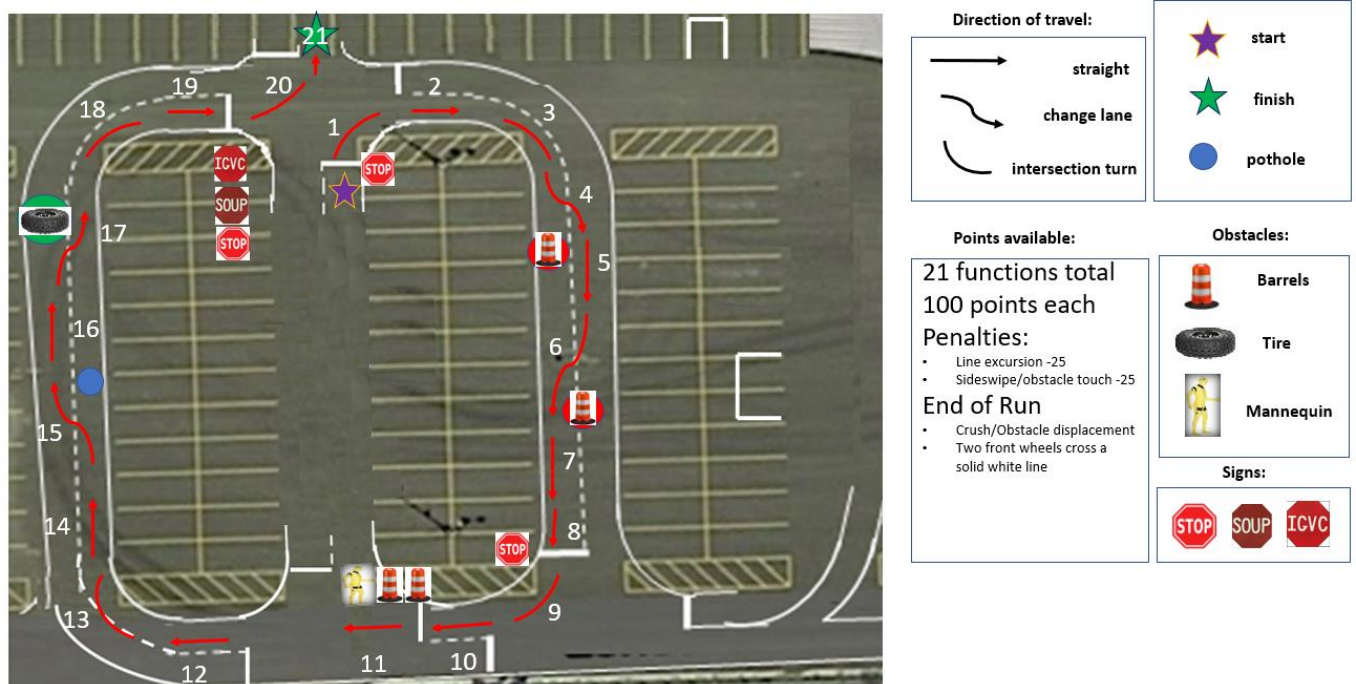 21
19
20
18
2
3
1
IGVC
STOP
4
SOUP
17
STOP
5
16
6
15
7
14
STOP
8
13
9
12
11
10
Direction of travel:
straight
change lane
intersection turn
start
finish
pothole
Points available:
21 functions total
100 points each
Penalties:
• Line excursion -25
• Sideswipe/obstacle touch -25
End of Run
• Crush/Obstacle displacement
• Two front wheels cross a
solid white line
Obstacles:
Barrels
Tire
Mannequin
Signs:
STOP
SOUP
IGVC